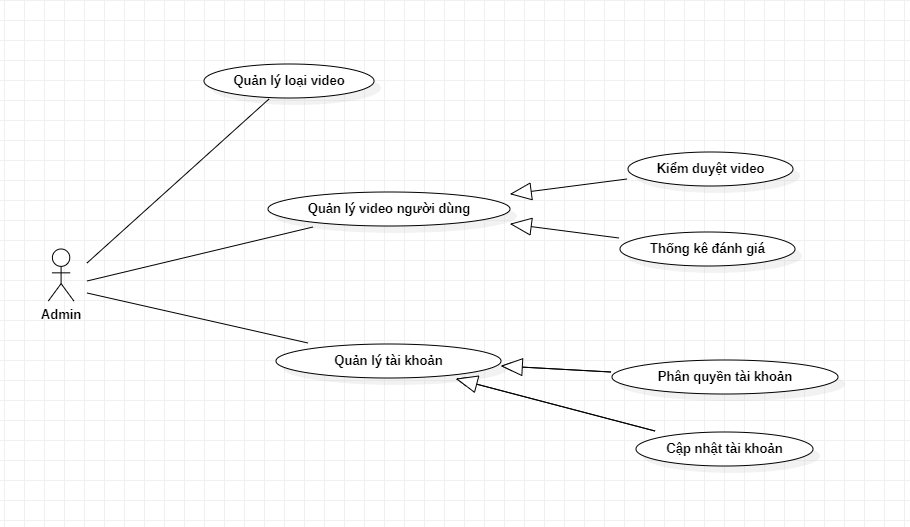 Quản lý loại video
Kiểm duyệt video
Quản lý video người dùng
Thống kê đánh giá
Admin
Quản lý tài khoản
Phân quyền tài khoản
Cập nhật tài khoản